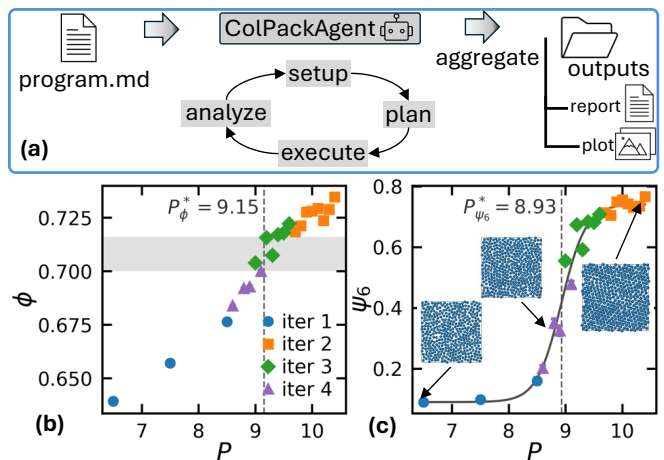 program.md
ColPackAgent
setup
plan
execute
analyze
aggregate
outputs
report
plot
(a)
P*ϕ = 9.15
0.725
0.700
0.675
0.650
ϕ
iter 1
iter 2
iter 3
iter 4
(b)
7 8 9 10
P
P*ψ6 = 8.93
0.8
0.6
0.4
0.2
ψ6
(c)
7 8 9 10
P